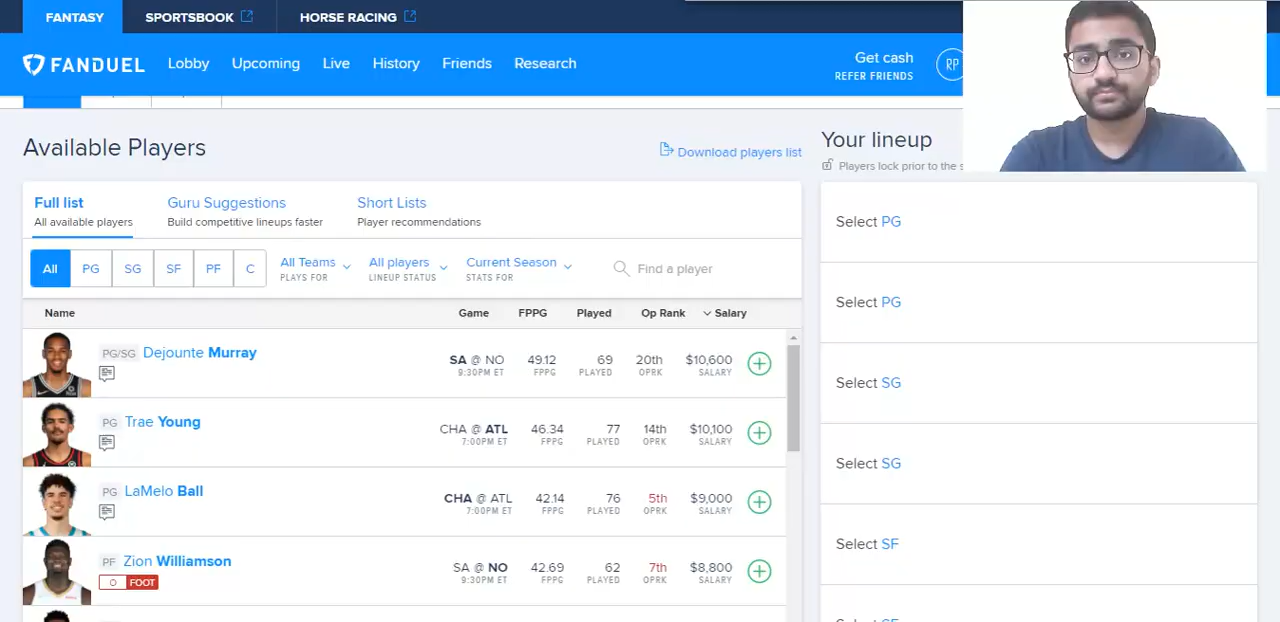 FANTASY
SPORTSBOOK
HORSE RACING
FANDUEL
Lobby
Upcoming
Live
History
Friends
Research
Get cash
REFER FRIENDS
RP
Available Players
Download players list
Your lineup
Players lock prior to the s
Full list
All available players
Guru Suggestions
Build competitive lineups faster
Short Lists
Player recommendations
All
PG
SG
SF
PF
C
All Teams
PLAYS FOR
All players
LINEUP STATUS
Current Season
STATS FOR
Find a player
Name Game FPPG Played Op Rank Salary
PG/SG Dejounte Murray
SA @ NO 49.12 69 20th $10,600
9:30PM ET FPPG PLAYED OPRK SALARY
PG Trae Young
CHA @ ATL 46.34 77 14th $10,100
7:00PM ET FPPG PLAYED OPRK SALARY
PG LaMelo Ball
CHA @ ATL 42.14 76 5th $9,000
7:00PM ET FPPG PLAYED OPRK SALARY
PF Zion Williamson
O FOOT
SA @ NO 42.69 62 7th $8,800
9:30PM ET FPPG PLAYED OPRK SALARY
Select PG
Select PG
Select SG
Select SG
Select SF